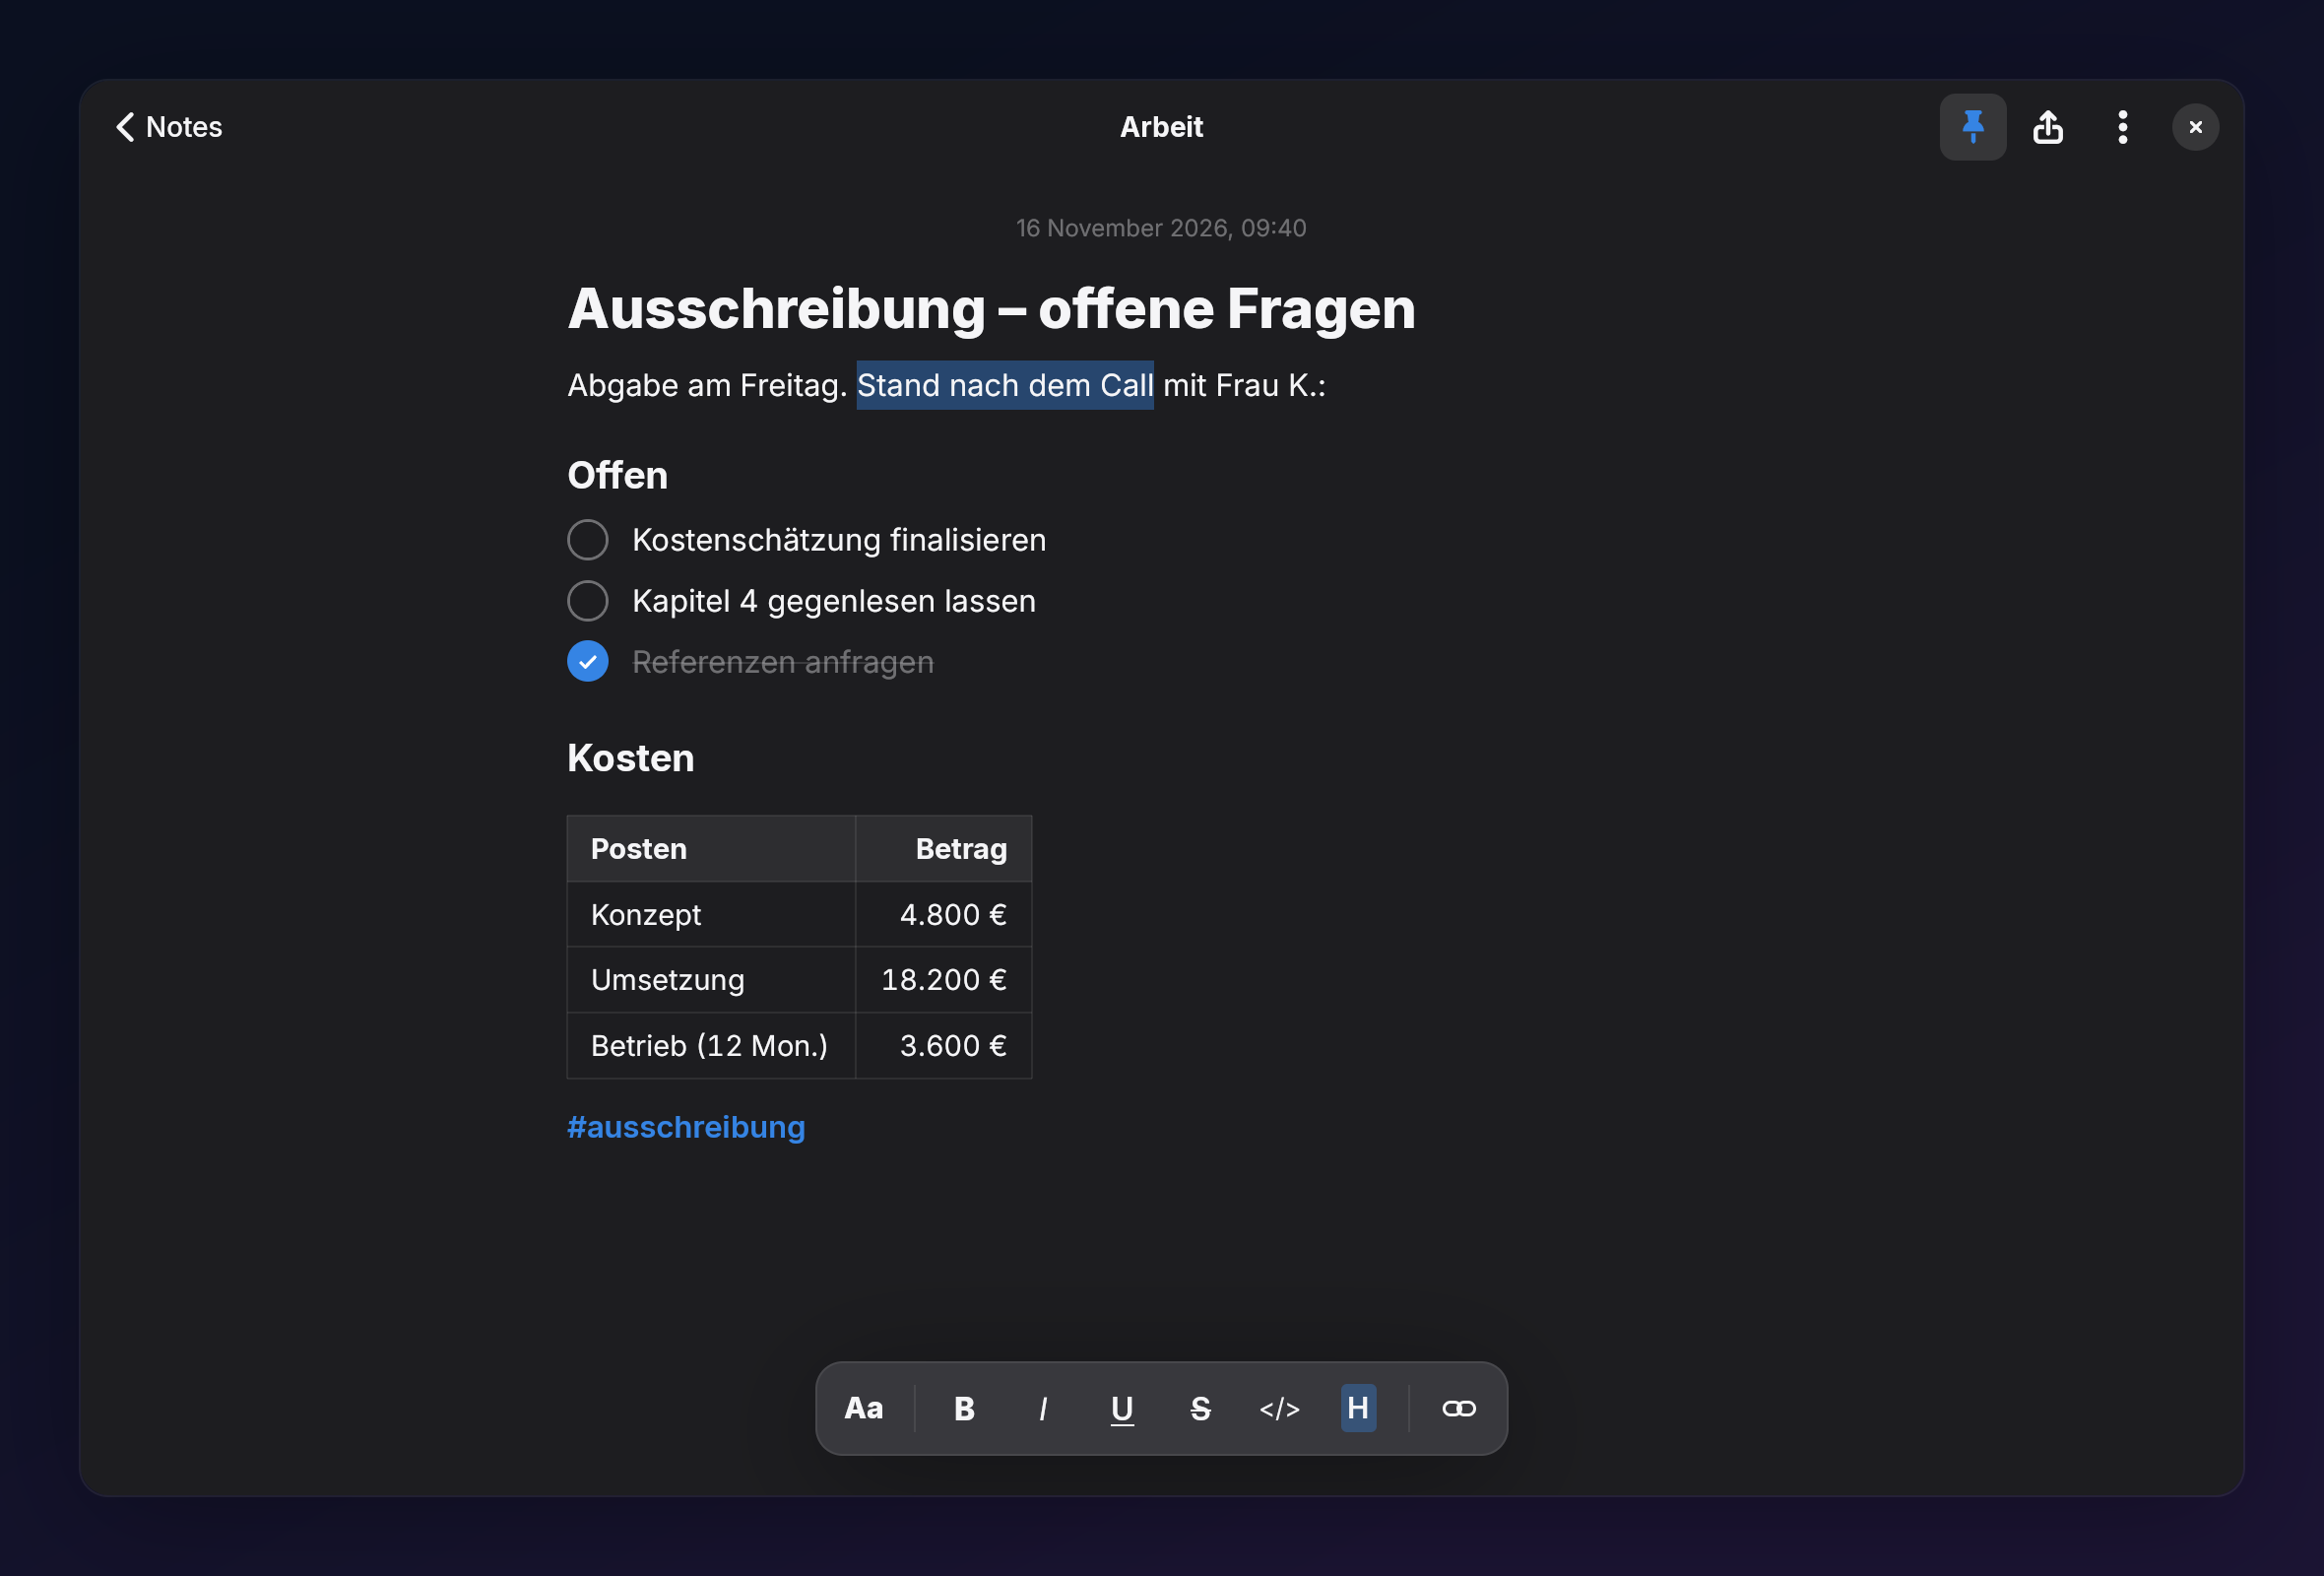 Notes
Arbeit
16 November 2026, 09:40
Ausschreibung – offene Fragen
Abgabe am Freitag. Stand nach dem Call mit Frau K.:
Offen
Kostenschätzung finalisieren
Kapitel 4 gegenlesen lassen
Referenzen anfragen
Kosten
Posten Betrag
Konzept 4.800 €
Umsetzung 18.200 €
Betrieb (12 Mon.) 3.600 €
#ausschreibung
Aa B I U S </> H